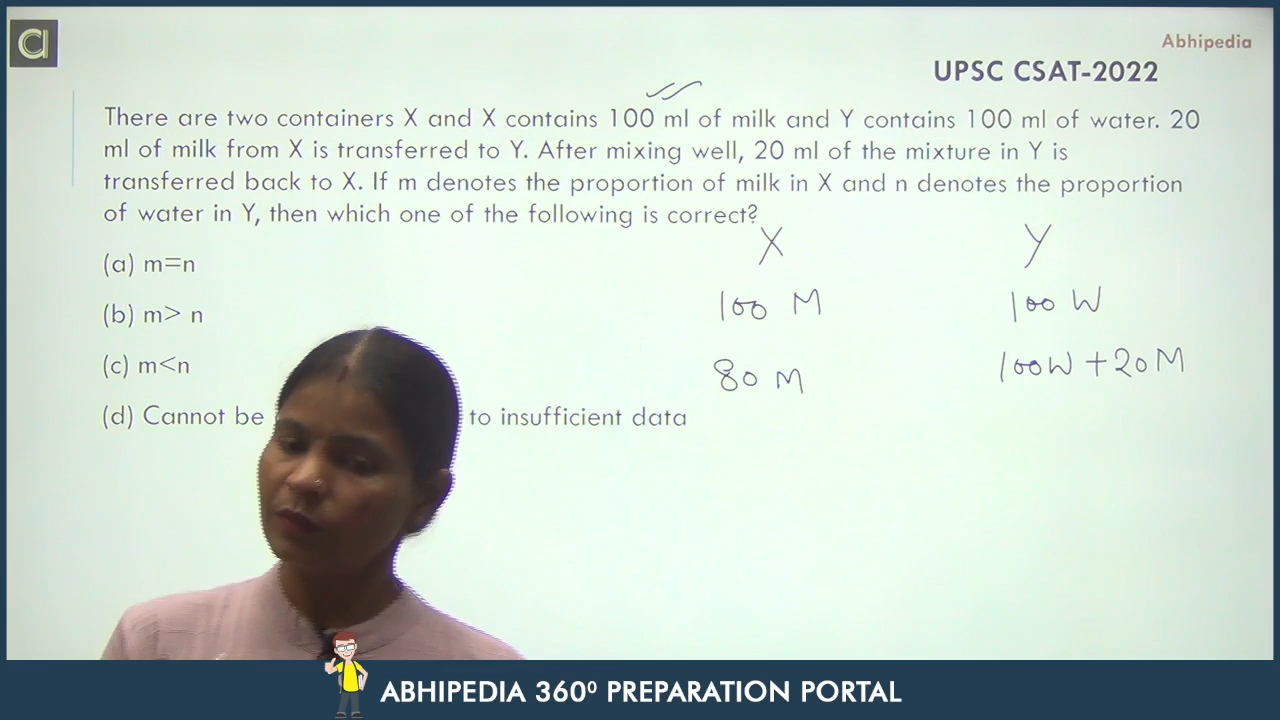 a
Abhipedia
UPSC CSAT-2022
There are two containers X and X contains 100 ml of milk and Y contains 100 ml of water. 20
ml of milk from X is transferred to Y. After mixing well, 20 ml of the mixture in Y is
transferred back to X. If m denotes the proportion of milk in X and n denotes the proportion
of water in Y, then which one of the following is correct?
X Y
(a) m=n
(b) m> n
100 M 100 W
(c) m<n
80 M 100W + 20 M
(d) Cannot be to insufficient data
ABHIPEDIA 360⁰ PREPARATION PORTAL